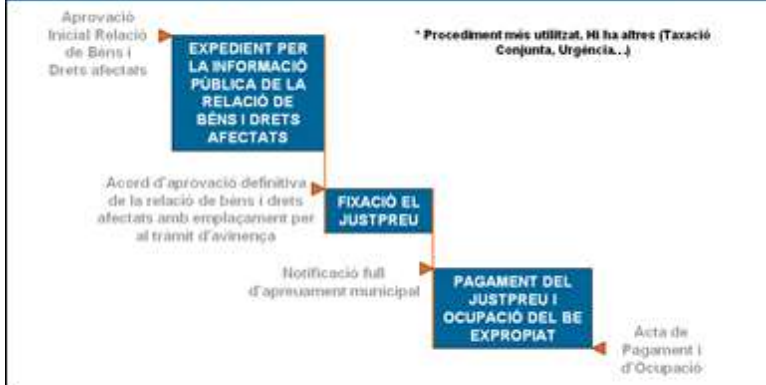 Aprovació
Inicial Relació
de Béns i
Drets afectats
EXPEDIENT PER
LA INFORMACIÓ
PÚBLICA DE LA
RELACIÓ DE
BÉNS I DRETS
AFECTATS
* Procediment més utilitzat. Hi ha altres (Taxació
Conjunta, Urgència...)
Acord d'aprovació definitiva
de la relació de béns i drets
afectats amb emplaçament per
al tràmit d'avinença
FIXACIÓ EL
JUSTPREU
Notificació full
d'apreuament municipal
PAGAMENT DEL
JUSTPREU I
OCUPACIÓ DEL BE
EXPROPIAT
Acta de
Pagament i
d'Ocupació